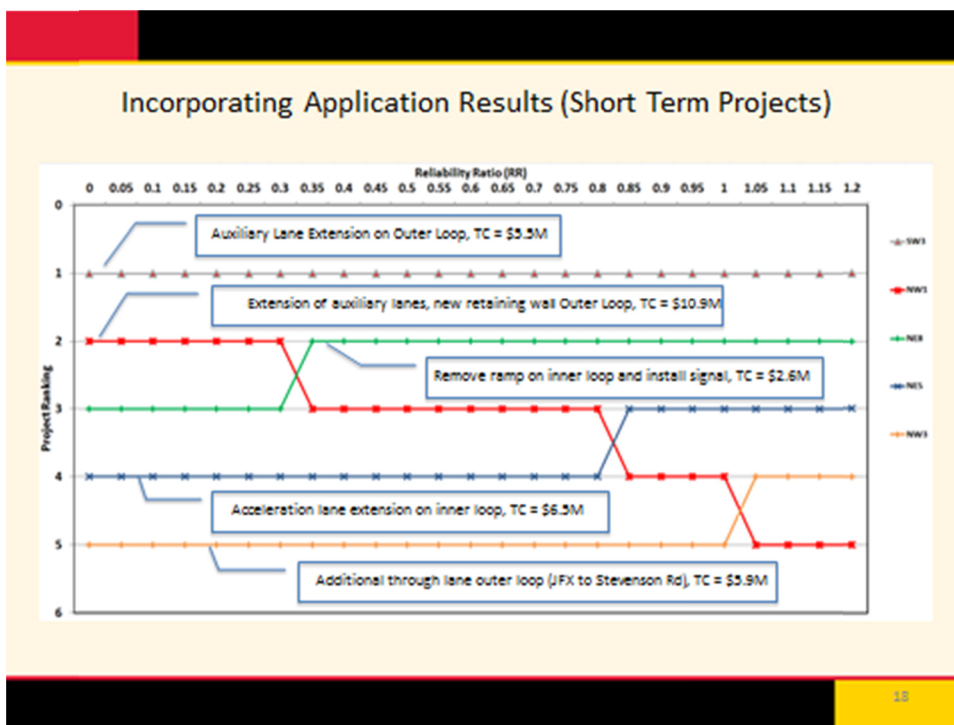 Incorporating Application Results (Short Term Projects)
Reliability Ratio (RR)
0 0.05 0.1 0.15 0.2 0.25 0.3 0.35 0.4 0.45 0.5 0.55 0.6 0.65 0.7 0.75 0.8 0.85 0.9 0.95 1 1.05 1.1 1.15 1.2
0
Auxiliary Lane Extension on Outer Loop, TC = $5.5M
SW3
1
Extension of auxiliary lanes, new retaining wall Outer Loop, TC = $10.9M
NW1
2
NE8
Remove ramp on inner loop and install signal, TC = $2.6M
Project Ranking
3
NE5
4
NW3
Acceleration lane extension on inner loop, TC = $6.5M
5
Additional through lane outer loop (JFX to Stevenson Rd), TC = $5.9M
6
18